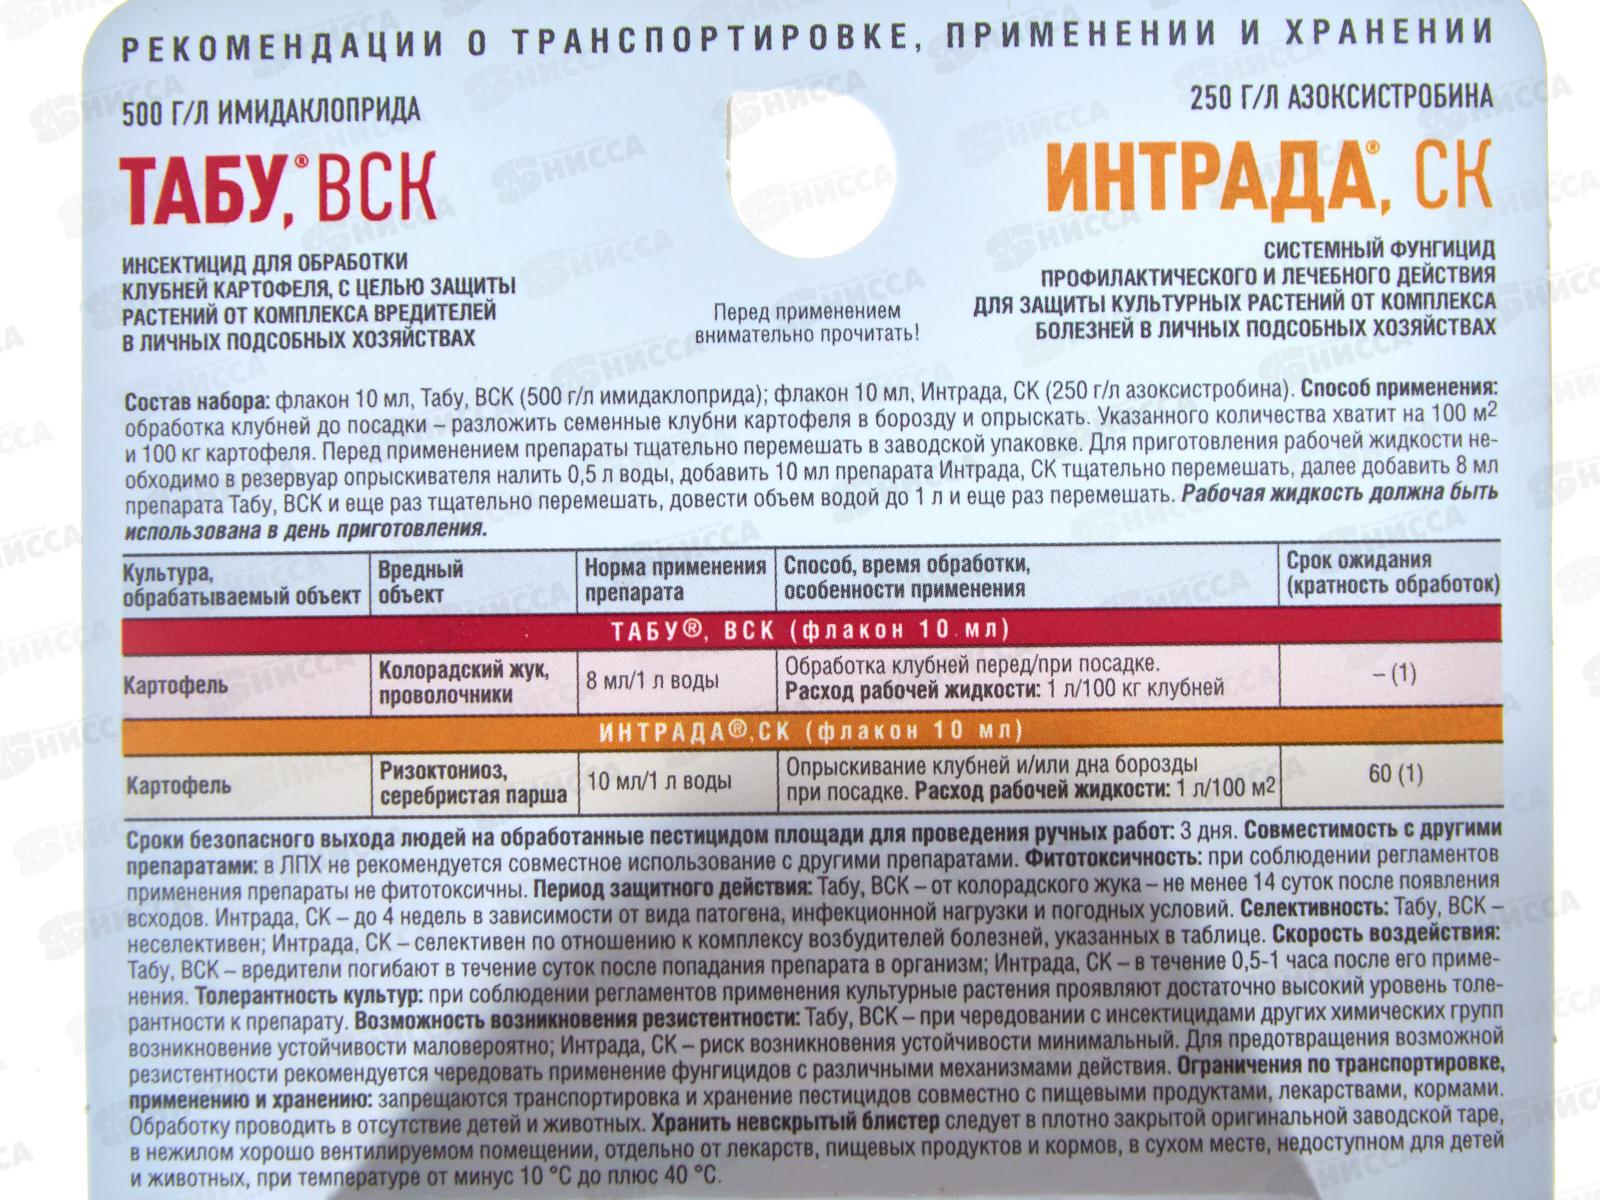 РЕКОМЕНДАЦИИ О ТРАНСПОРТИРОВКЕ, ПРИМЕНЕНИИ И ХРАНЕНИИ
500 Г/Л ИМИДАКЛОПРИДА
ТАБУ®, ВСК
ИНСЕКТИЦИД ДЛЯ ОБРАБОТКИ
КЛУБНЕЙ КАРТОФЕЛЯ, С ЦЕЛЬЮ ЗАЩИТЫ
РАСТЕНИЙ ОТ КОМПЛЕКСА ВРЕДИТЕЛЕЙ
В ЛИЧНЫХ ПОДСОБНЫХ ХОЗЯЙСТВАХ
Перед применением
внимательно прочитать!
250 Г/Л АЗОКСИСТРОБИНА
ИНТРАДА®, СК
СИСТЕМНЫЙ ФУНГИЦИД
ПРОФИЛАКТИЧЕСКОГО И ЛЕЧЕБНОГО ДЕЙСТВИЯ
ДЛЯ ЗАЩИТЫ КУЛЬТУРНЫХ РАСТЕНИЙ ОТ КОМПЛЕКСА
БОЛЕЗНЕЙ В ЛИЧНЫХ ПОДСОБНЫХ ХОЗЯЙСТВАХ
Состав набора: флакон 10 мл, Табу, ВСК (500 г/л имидаклоприда); флакон 10 мл, Интрада, СК (250 г/л азоксистробина). Способ применения:
обработка клубней до посадки – разложить семенные клубни картофеля в борозду и опрыскать. Указанного количества хватит на 100 м2
и 100 кг картофеля. Перед применением препараты тщательно перемешать в заводской упаковке. Для приготовления рабочей жидкости не-
обходимо в резервуар опрыскивателя налить 0,5 л воды, добавить 10 мл препарата Интрада, СК тщательно перемешать, далее добавить 8 мл
препарата Табу, ВСК и еще раз тщательно перемешать, довести объем водой до 1 л и еще раз перемешать. Рабочая жидкость должна быть
использована в день приготовления.
Культура, обрабатываемый объект
Вредный объект
Норма применения препарата
Способ, время обработки, особенности применения
Срок ожидания (кратность обработок)
ТАБУ®, ВСК (флакон 10 мл)
Картофель
Колорадский жук, проволочники
8 мл/1 л воды
Обработка клубней перед/при посадке.
Расход рабочей жидкости: 1 л/100 кг клубней
– (1)
ИНТРАДА®, СК (флакон 10 мл)
Картофель
Ризоктониоз, серебристая парша
10 мл/1 л воды
Опрыскивание клубней и/или дна борозды
при посадке. Расход рабочей жидкости: 1 л/100 м2
60 (1)
Сроки безопасного выхода людей на обработанные пестицидом площади для проведения ручных работ: 3 дня. Совместимость с другими
препаратами: в ЛПХ не рекомендуется совместное использование с другими препаратами. Фитотоксичность: при соблюдении регламентов
применения препараты не фитотоксичны. Период защитного действия: Табу, ВСК – от колорадского жука – не менее 14 суток после появления
всходов. Интрада, СК – до 4 недель в зависимости от вида патогена, инфекционной нагрузки и погодных условий. Селективность: Табу, ВСК –
неселективен; Интрада, СК – селективен по отношению к комплексу возбудителей болезней, указанных в таблице. Скорость воздействия:
Табу, ВСК – вредители погибают в течение суток после попадания препарата в организм; Интрада, СК – в течение 0,5-1 часа после его приме-
нения. Толерантность культур: при соблюдении регламентов применения культурные растения проявляют достаточно высокий уровень толе-
рантности к препарату. Возможность возникновения резистентности: Табу, ВСК – при чередовании с инсектицидами других химических групп
возникновение устойчивости маловероятно; Интрада, СК – риск возникновения устойчивости минимальный. Для предотвращения возможной
резистентности рекомендуется чередовать применение фунгицидов с различными механизмами действия. Ограничения по транспортировке,
применению и хранению: запрещаются транспортировка и хранение пестицидов совместно с пищевыми продуктами, лекарствами, кормами.
Обработку проводить в отсутствие детей и животных. Хранить невскрытый блистер следует в плотно закрытой оригинальной заводской таре,
в нежилом хорошо вентилируемом помещении, отдельно от лекарств, пищевых продуктов и кормов, в сухом месте, недоступном для детей
и животных, при температуре от минус 10 °С до плюс 40 °С.
НИССА